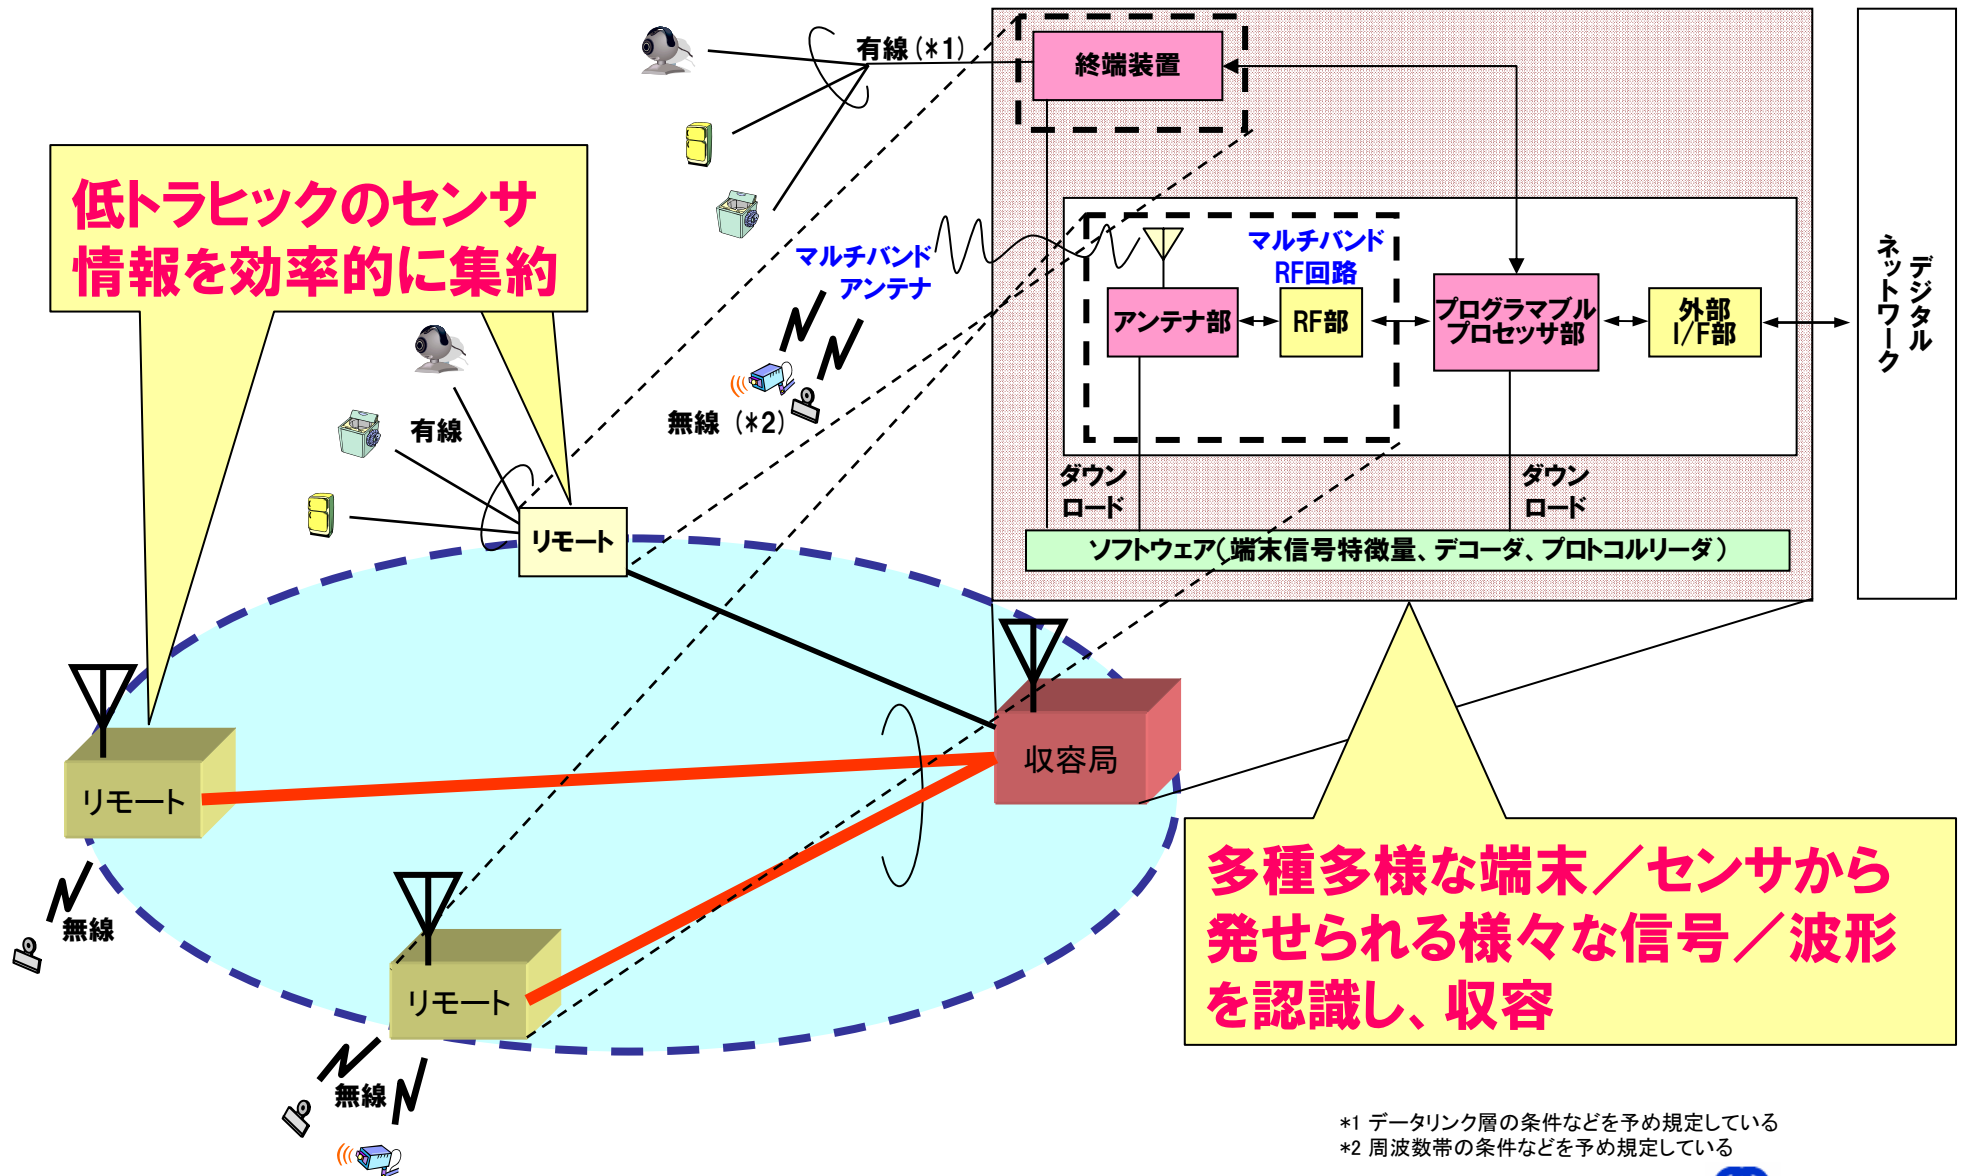 有線(*1)
終端装置
低トラヒックのセンサ
情報を効率的に集約
マルチバンド
アンテナ
マルチバンド
RF回路
アンテナ部
RF部
プログラマブル
プロセッサ部
外部
I/F部
デジタル
ネットワーク
無線 (*2)
有線
ダウン
ロード
ダウン
ロード
ソフトウェア(端末信号特徴量、デコーダ、プロトコルリーダ)
リモート
収容局
リモート
無線
リモート
無線
多種多様な端末／センサから
発せられる様々な信号／波形
を認識し、収容
*1 データリンク層の条件などを予め規定している
*2 周波数帯の条件などを予め規定している